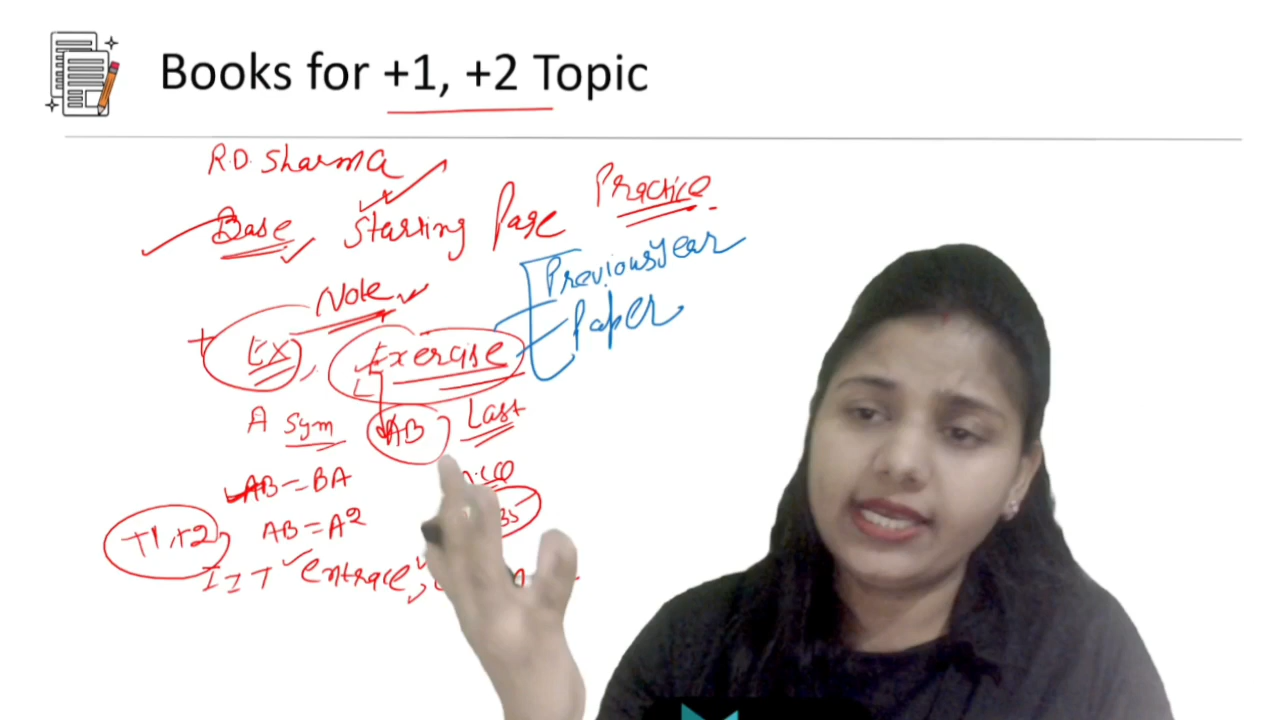 Books for +1, +2 Topic
R.D. Sharma
Base Starting Page Practice
Note Previous year
Ex, Exercise Paper
A Sym AB Last
AB = BA
+1,+2 AB = A²
IIT entrace,